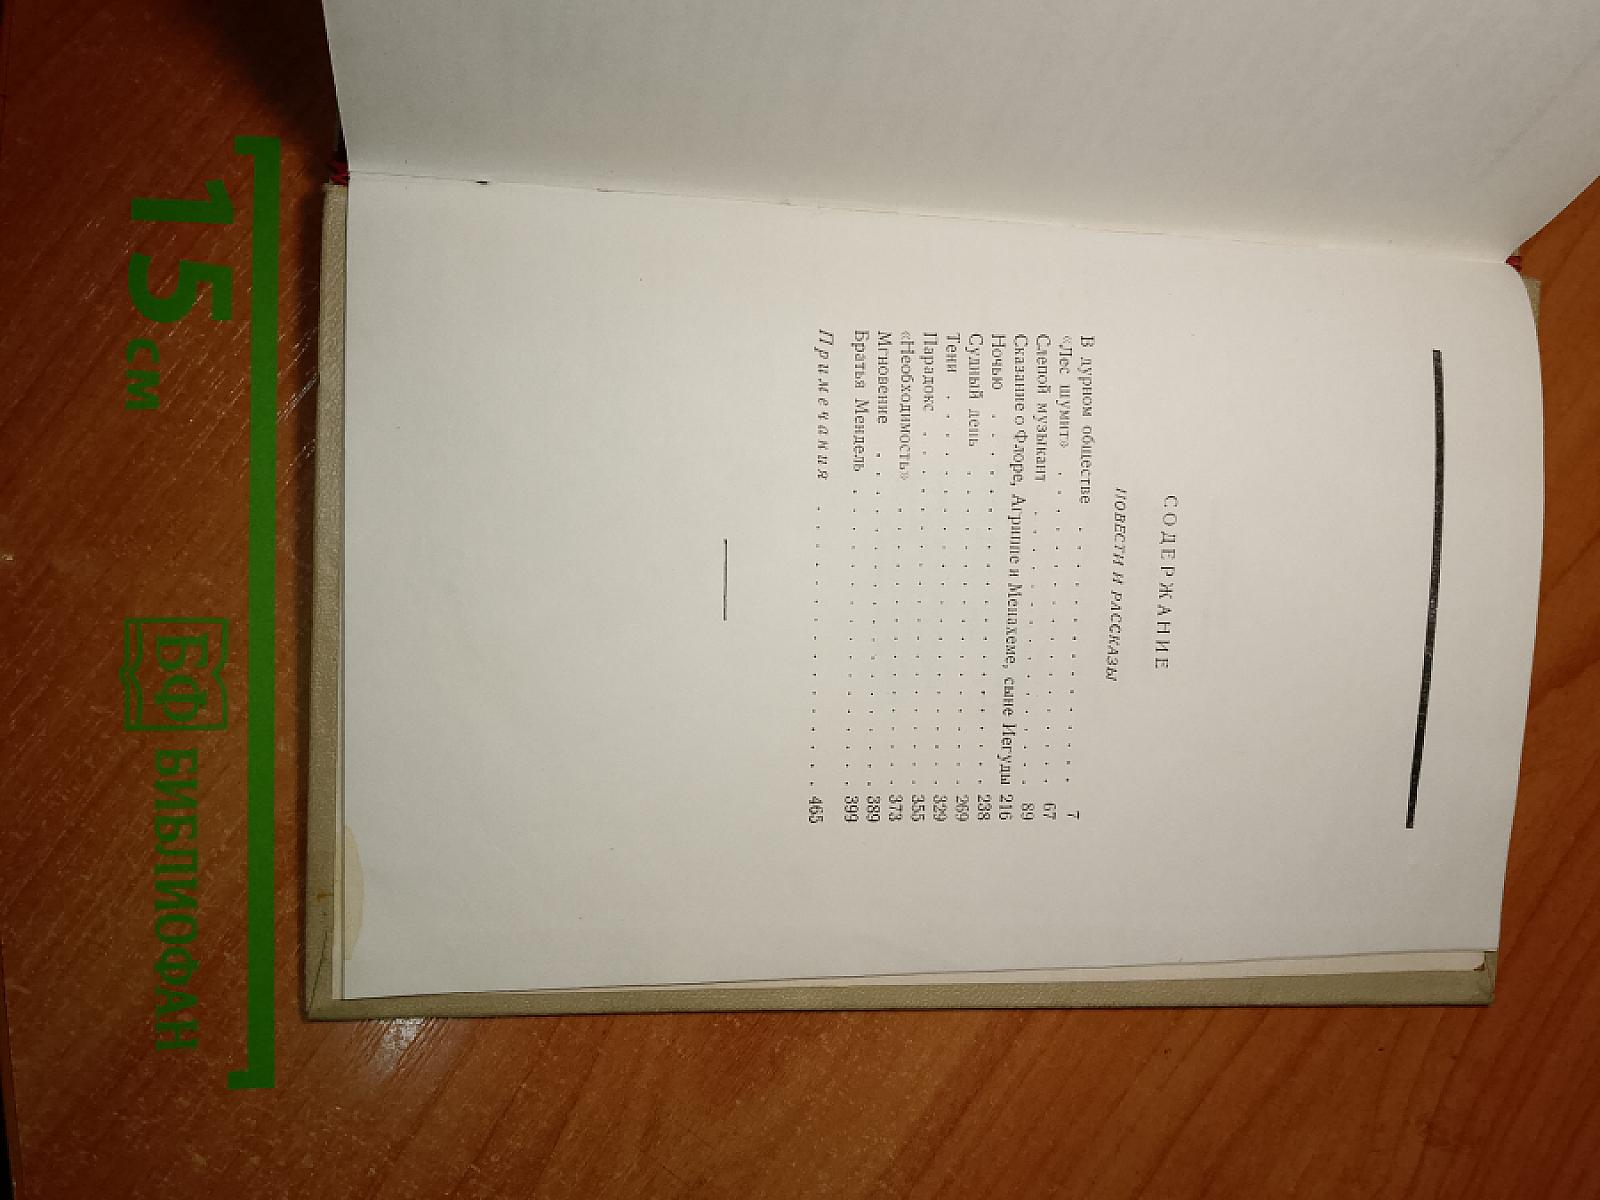 СОДЕРЖАНИЕ
ПОВЕСТИ И РАССКАЗЫ
В дурном обществе . . . . . . . . . . 7
«Лес шумит» . . . . . . . . . . . 67
Слепой музыкант . . . . . . . . . . 89
Сказание о Флоре, Агриппе и Менахеме, сыне Иегуды 216
Ночью . . . . . . . . . . . . . 238
Судный день . . . . . . . . . . . 269
Тени . . . . . . . . . . . . . 329
Парадокс . . . . . . . . . . . . 355
«Необходимость» . . . . . . . . . . 373
Мгновение . . . . . . . . . . . . 389
Братья Мендель . . . . . . . . . . 399
Примечания . . . . . . . . . . 465
15 см
БФ БИБЛИОФАН